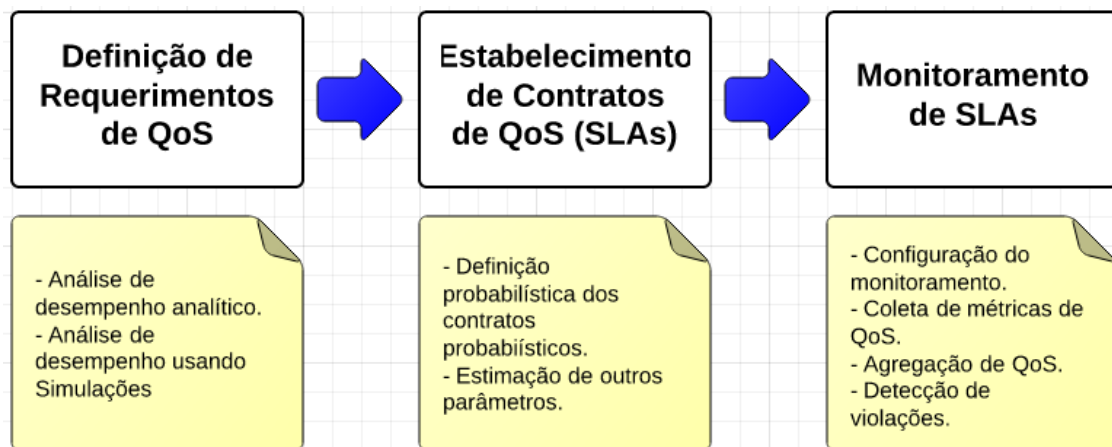 Definição de
Requerimentos
de QoS
Estabelecimento
de Contratos
de QoS (SLAs)
Monitoramento
de SLAs
- Análise de
desempenho analítico.
- Análise de
desempenho usando
Simulações
- Definição
probabilística dos
contratos
probabiísticos.
- Estimação de outros
parâmetros.
- Configuração do
monitoramento.
- Coleta de métricas de
QoS.
- Agregação de QoS.
- Detecção de
violações.